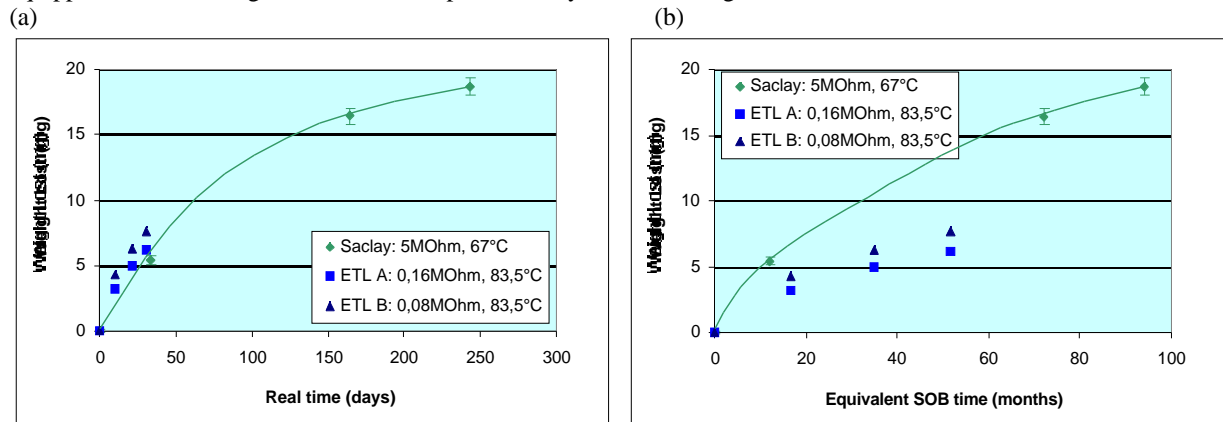 (a)
(b)
20
15
10
5
0
0 50 100 150 200 250 300
Real time (days)
Saclay: 5MOhm, 67°C
ETL A: 0,16MOhm, 83,5°C
ETL B: 0,08MOhm, 83,5°C
20
15
10
5
0
0 20 40 60 80 100
Equivalent SOB time (months)
Saclay: 5MOhm, 67°C
ETL A: 0,16MOhm, 83,5°C
ETL B: 0,08MOhm, 83,5°C